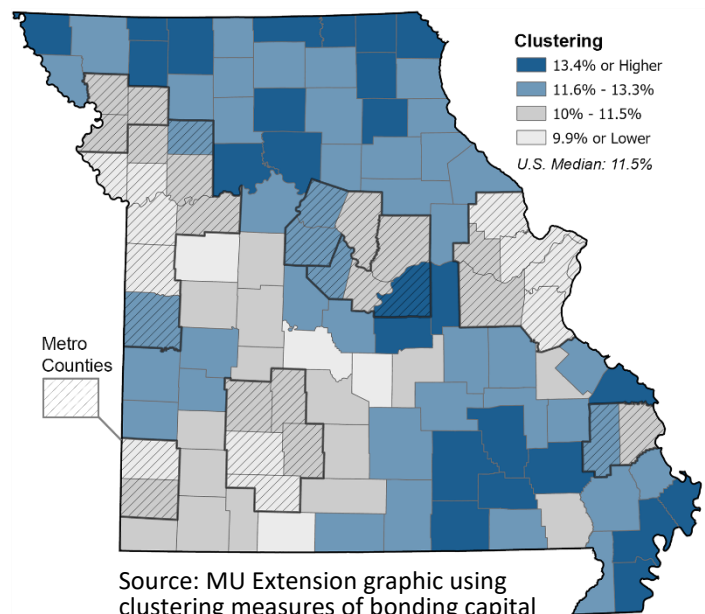 Clustering
13.4% or Higher
11.6% - 13.3%
10% - 11.5%
9.9% or Lower
U.S. Median: 11.5%
Metro
Counties
Source: MU Extension graphic using
clustering measures of bonding capital